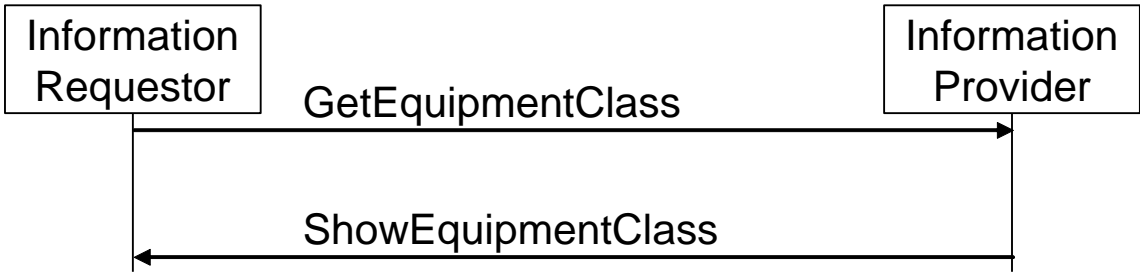 Information
Requestor
Information
Provider
GetEquipmentClass
ShowEquipmentClass